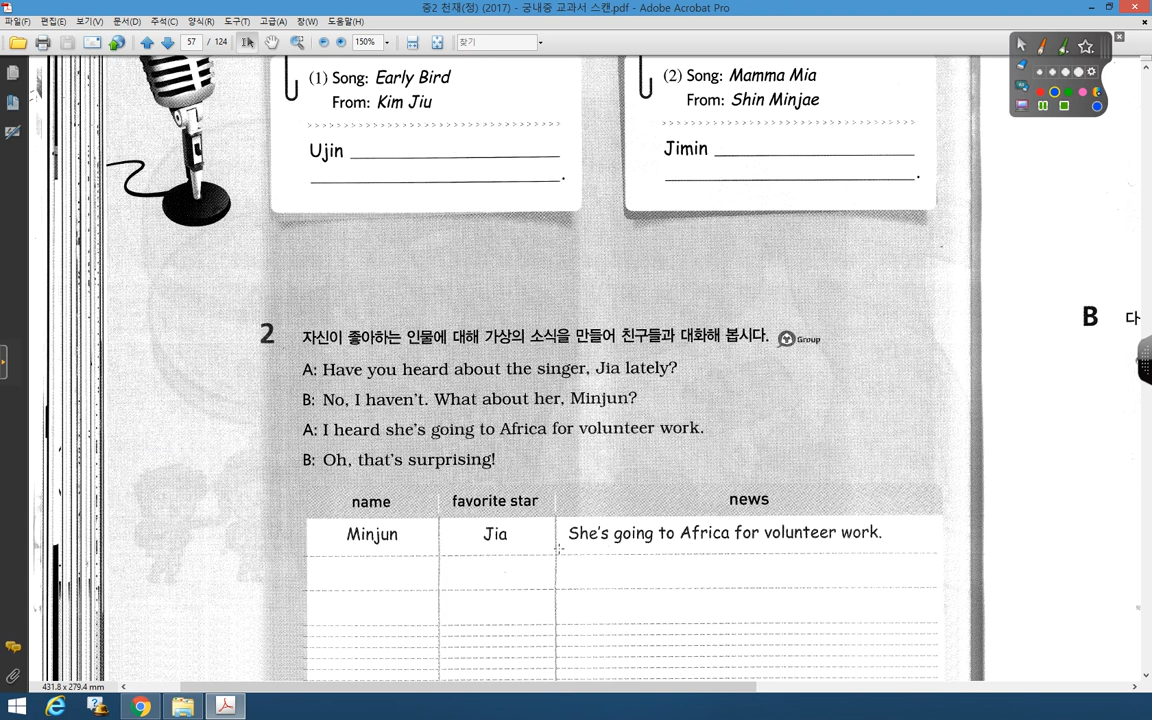 중2 천재(정) (2017) - 궁내중 교과서 스캔.pdf - Adobe Acrobat Pro
파일(F) 편집(E) 보기(V) 문서(D) 주석(C) 양식(R) 도구(T) 고급(A) 창(W) 도움말(H)
57 / 124 150% 찾기
(1) Song: Early Bird
From: Kim Jiu
Ujin
.
(2) Song: Mamma Mia
From: Shin Minjae
Jimin
.
2 자신이 좋아하는 인물에 대해 가상의 소식을 만들어 친구들과 대화해 봅시다. Group
A: Have you heard about the singer, Jia lately?
B: No, I haven't. What about her, Minjun?
A: I heard she's going to Africa for volunteer work.
B: Oh, that's surprising!
name favorite star news
Minjun Jia She's going to Africa for volunteer work.
B 다
431.8 x 279.4 mm